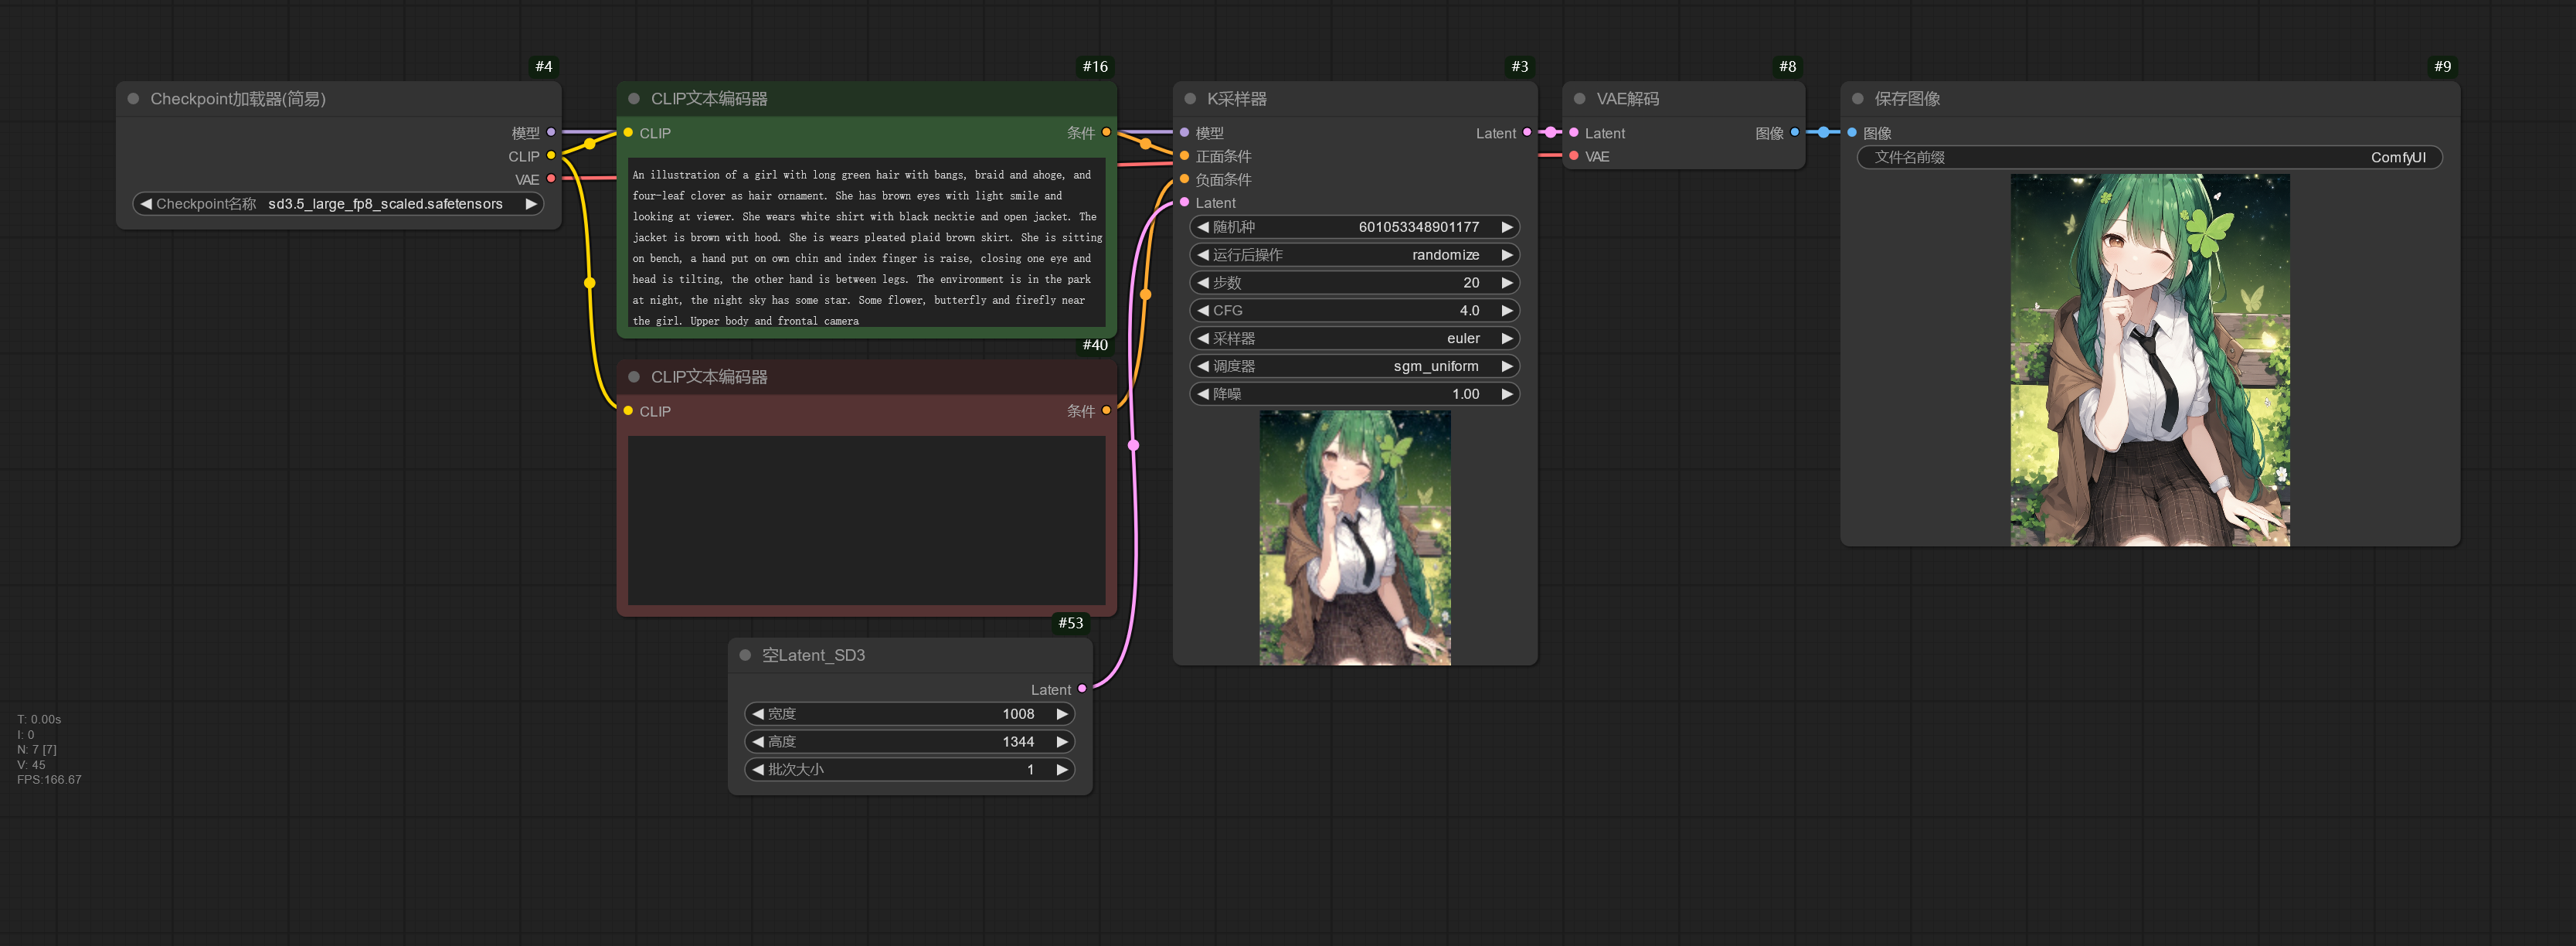 #4
Checkpoint加载器(简易)
模型
CLIP
VAE
Checkpoint名称 sd3.5_large_fp8_scaled.safetensors
#16
CLIP文本编码器
CLIP 条件
An illustration of a girl with long green hair with bangs, braid and ahoge, and
four-leaf clover as hair ornament. She has brown eyes with light smile and
looking at viewer. She wears white shirt with black necktie and open jacket. The
jacket is brown with hood. She is wears pleated plaid brown skirt. She is sitting
on bench, a hand put on own chin and index finger is raise, closing one eye and
head is tilting, the other hand is between legs. The environment is in the park
at night, the night sky has some star. Some flower, butterfly and firefly near
the girl. Upper body and frontal camera
#40
CLIP文本编码器
CLIP 条件
#53
空Latent_SD3
Latent
宽度 1008
高度 1344
批次大小 1
#3
K采样器
模型 Latent
正面条件
负面条件
Latent
随机种 601053348901177
运行后操作 randomize
步数 20
CFG 4.0
采样器 euler
调度器 sgm_uniform
降噪 1.00
#8
VAE解码
Latent 图像
VAE
#9
保存图像
图像
文件名前缀 ComfyUI
T: 0.00s
I: 0
N: 7 [7]
V: 45
FPS:166.67